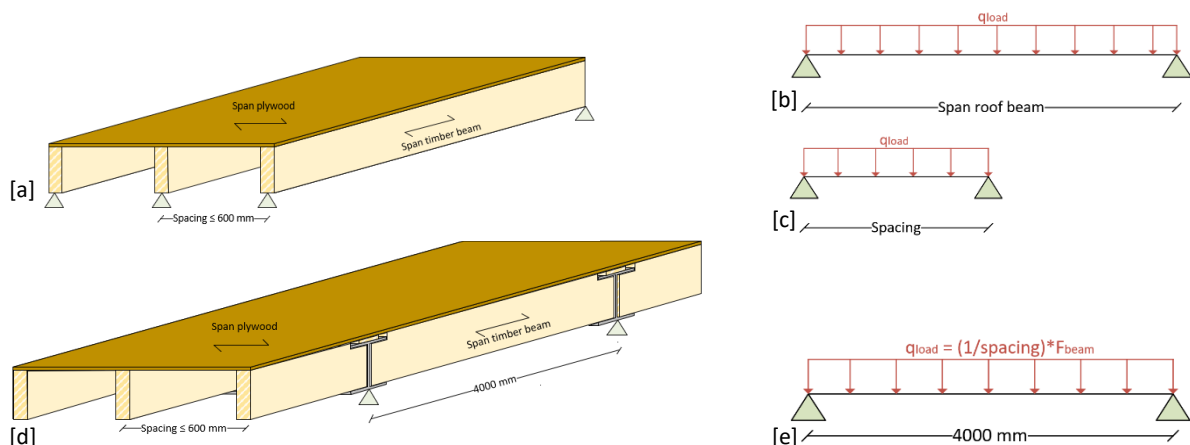 Span plywood
Span timber beam
[a]
Spacing ≤ 600 mm
qload
[b]
Span roof beam
qload
[c]
Spacing
Span plywood
Span timber beam
4000 mm
[d]
Spacing ≤ 600 mm
qload = (1/spacing)*Fbeam
[e]
4000 mm